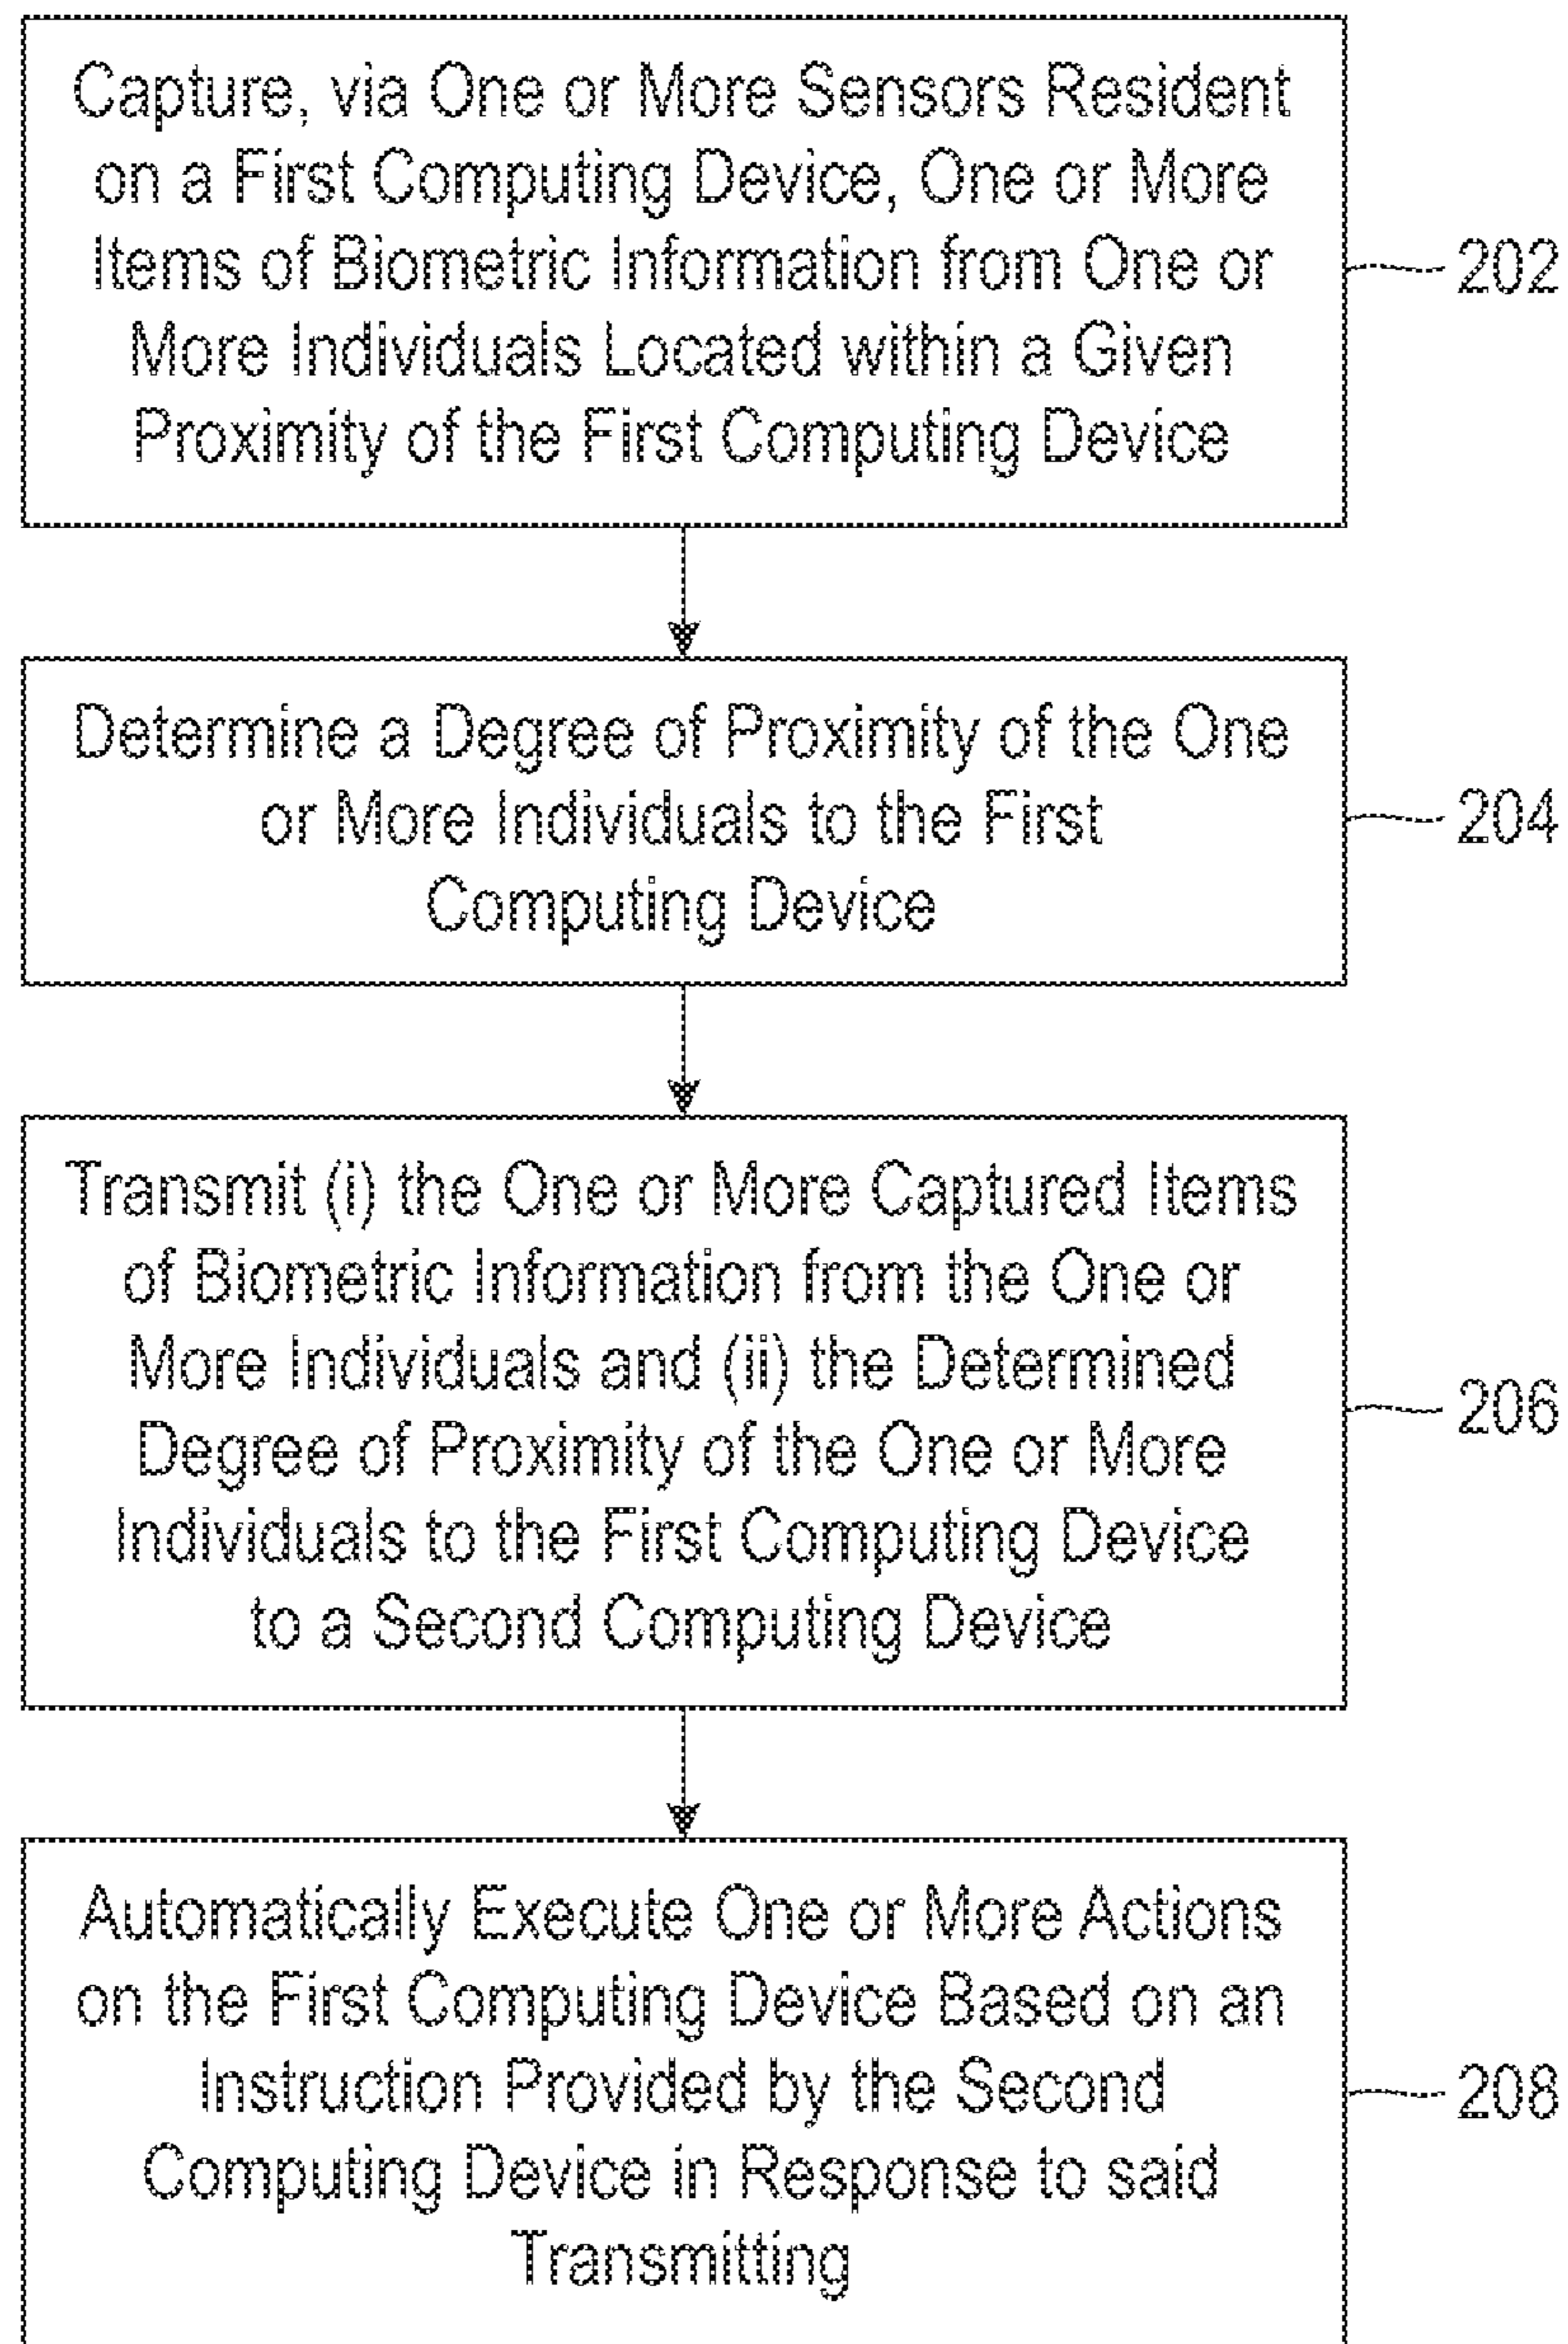 Capture, via One or More Sensors Resident
on a First Computing Device, One or More
Items of Biometric Information from One or
More Individuals Located within a Given
Proximity of the First Computing Device
202
Determine a Degree of Proximity of the One
or More Individuals to the First
Computing Device
204
Transmit (i) the One or More Captured Items
of Biometric Information from the One or
More Individuals and (ii) the Determined
Degree of Proximity of the One or More
Individuals to the First Computing Device
to a Second Computing Device
206
Automatically Execute One or More Actions
on the First Computing Device Based on an
Instruction Provided by the Second
Computing Device in Response to said
Transmitting
208